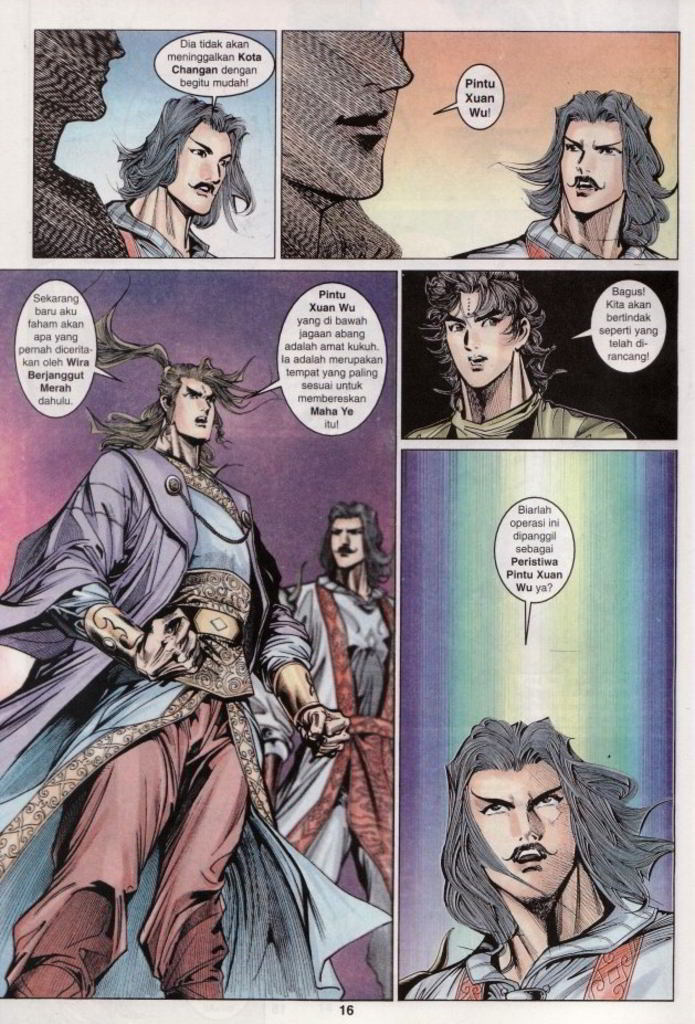 Dia tidak akan
meninggalkan Kota
Changan dengan
begitu mudah!
Pintu
Xuan
Wu!
Sekarang
baru aku
faham akan
apa yang
pernah dicerita-
kan oleh Wira
Berjanggut
Merah
dahulu.
Pintu
Xuan Wu
yang di bawah
jagaan abang
adalah amat kukuh.
Ia adalah merupakan
tempat yang paling
sesuai untuk
membereskan
Maha Ye
itu!
Bagus!
Kita akan
bertindak
seperti yang
telah di-
rancang!
Biarlah
operasi ini
dipanggil
sebagai
Peristiwa
Pintu Xuan
Wu ya?
16